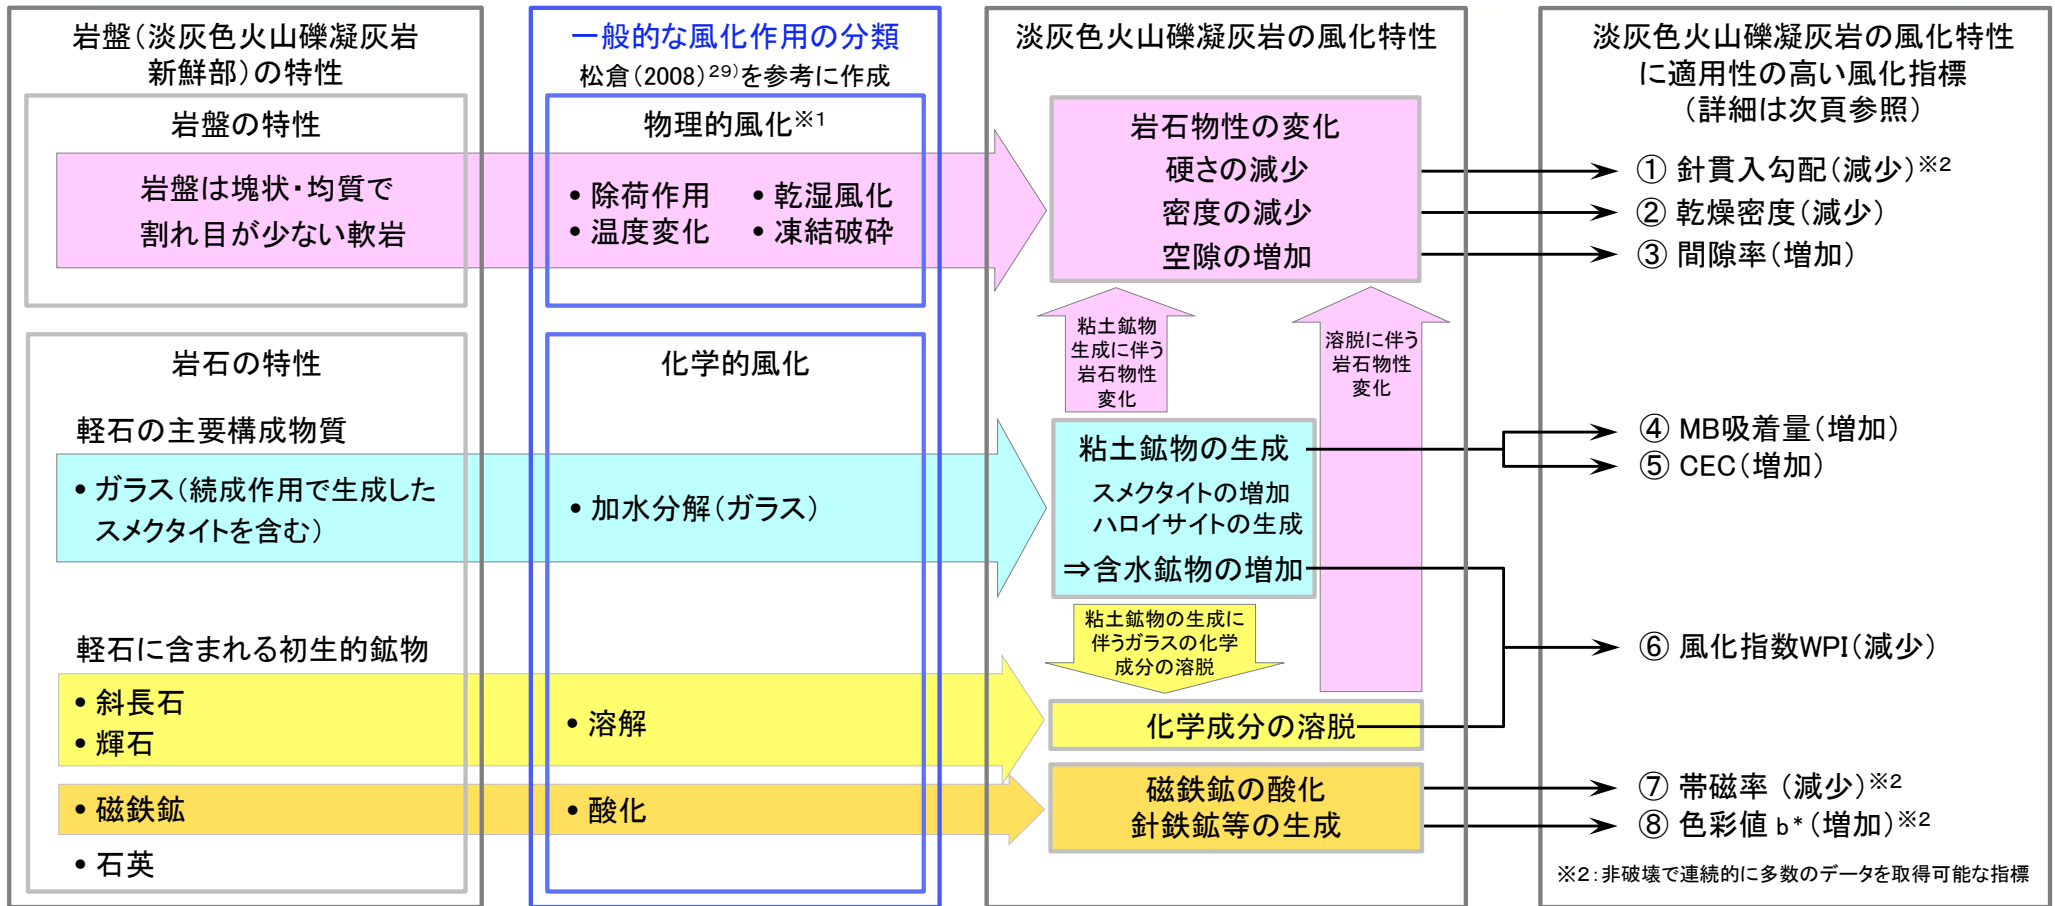 岩盤(淡灰色火山礫凝灰岩
新鮮部)の特性
岩盤の特性
岩盤は塊状・均質で
割れ目が少ない軟岩
岩石の特性
軽石の主要構成物質
• ガラス(続成作用で生成した
スメクタイトを含む)
軽石に含まれる初生的鉱物
• 斜長石
• 輝石
• 磁鉄鉱
• 石英
一般的な風化作用の分類
松倉(2008)29)を参考に作成
物理的風化※1
• 除荷作用 • 乾湿風化
• 温度変化 • 凍結破砕
化学的風化
• 加水分解(ガラス)
• 溶解
• 酸化
淡灰色火山礫凝灰岩の風化特性
岩石物性の変化
硬さの減少
密度の減少
空隙の増加
粘土鉱物
生成に伴う
岩石物性
変化
溶脱に伴う
岩石物性
変化
粘土鉱物の生成
スメクタイトの増加
ハロイサイトの生成
⇒含水鉱物の増加
粘土鉱物の生成に
伴うガラスの化学
成分の溶脱
化学成分の溶脱
磁鉄鉱の酸化
針鉄鉱等の生成
淡灰色火山礫凝灰岩の風化特性
に適用性の高い風化指標
(詳細は次頁参照)
① 針貫入勾配(減少)※2
② 乾燥密度(減少)
③ 間隙率(増加)
④ MB吸着量(増加)
⑤ CEC(増加)
⑥ 風化指数WPI(減少)
⑦ 帯磁率 (減少)※2
⑧ 色彩値 b*(増加)※2
※2:非破壊で連続的に多数のデータを取得可能な指標